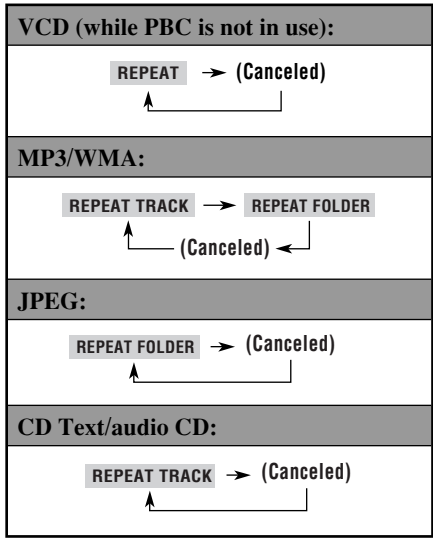 VCD (while PBC is not in use):
REPEAT (Canceled)
MP3/WMA:
REPEAT TRACK REPEAT FOLDER
(Canceled)
JPEG:
REPEAT FOLDER (Canceled)
CD Text/audio CD:
REPEAT TRACK (Canceled)